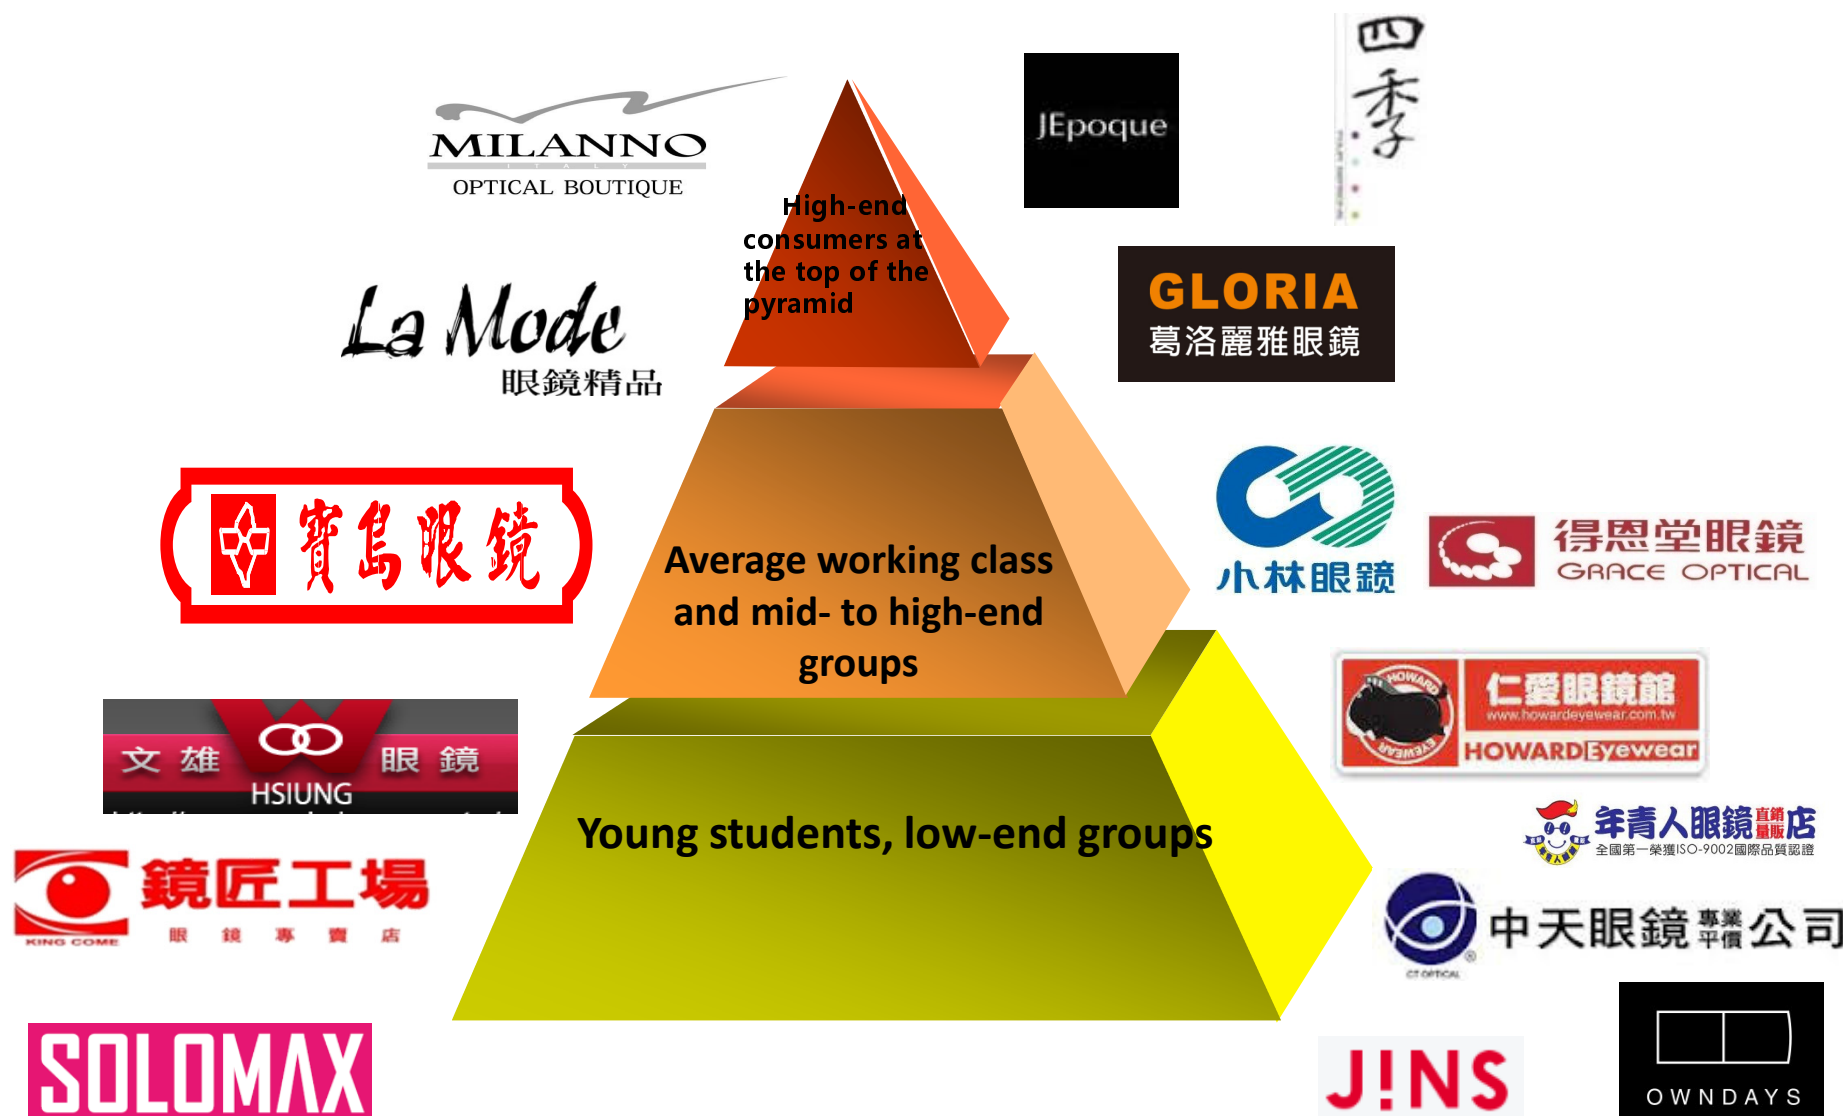 MILANNO
ITALY
OPTICAL BOUTIQUE
JEpoque
四季
High-end
consumers at
the top of the
pyramid
La Mode
眼鏡精品
GLORIA
葛洛麗雅眼鏡
寶島眼鏡
Average working class
and mid- to high-end
groups
小林眼鏡
得恩堂眼鏡
GRACE OPTICAL
文雄 眼鏡
HSIUNG
HOWARD
EYEWEAR
仁愛眼鏡館
www.howardeyewear.com.tw
HOWARD Eyewear
Young students, low-end groups
年青人眼鏡直銷量販店
全國第一榮獲ISO-9002國際品質認證
鏡匠工場
KING COME
眼鏡專賣店
中天眼鏡專業平價公司
®
CT OPTICAL
SOLOMAX
J!NS
OWNDAYS